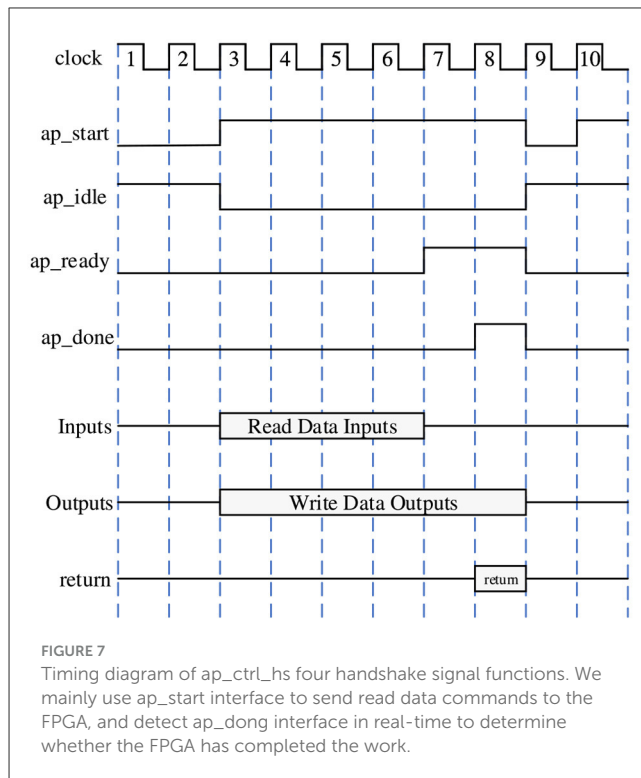 clock 1 2 3 4 5 6 7 8 9 10
ap_start
ap_idle
ap_ready
ap_done
Inputs Read Data Inputs
Outputs Write Data Outputs
return return
FIGURE 7
Timing diagram of ap_ctrl_hs four handshake signal functions. We
mainly use ap_start interface to send read data commands to the
FPGA, and detect ap_dong interface in real-time to determine
whether the FPGA has completed the work.